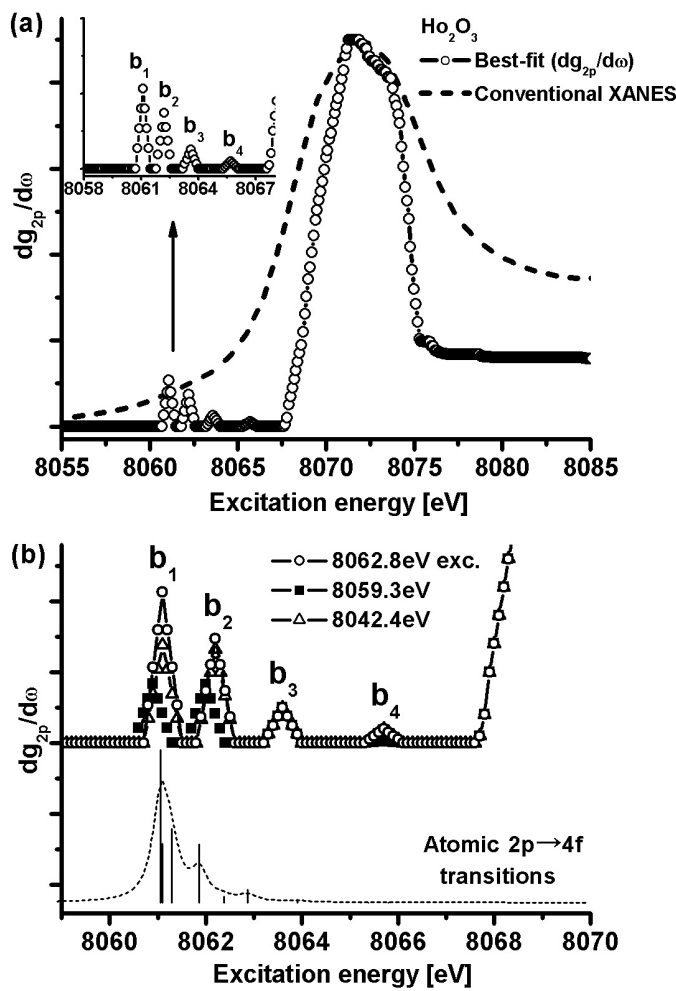 (a)
Ho₂O₃
Best-fit (dg₂ₚ/dω)
Conventional XANES
b₁
b₂
b₃
b₄
8058 8061 8064 8067
dg₂ₚ/dω
8055 8060 8065 8070 8075 8080 8085
Excitation energy [eV]
(b)
8062.8eV exc.
8059.3eV
8042.4eV
b₁
b₂
b₃
b₄
dg₂ₚ/dω
Atomic 2p→4f
transitions
8060 8062 8064 8066 8068 8070
Excitation energy [eV]